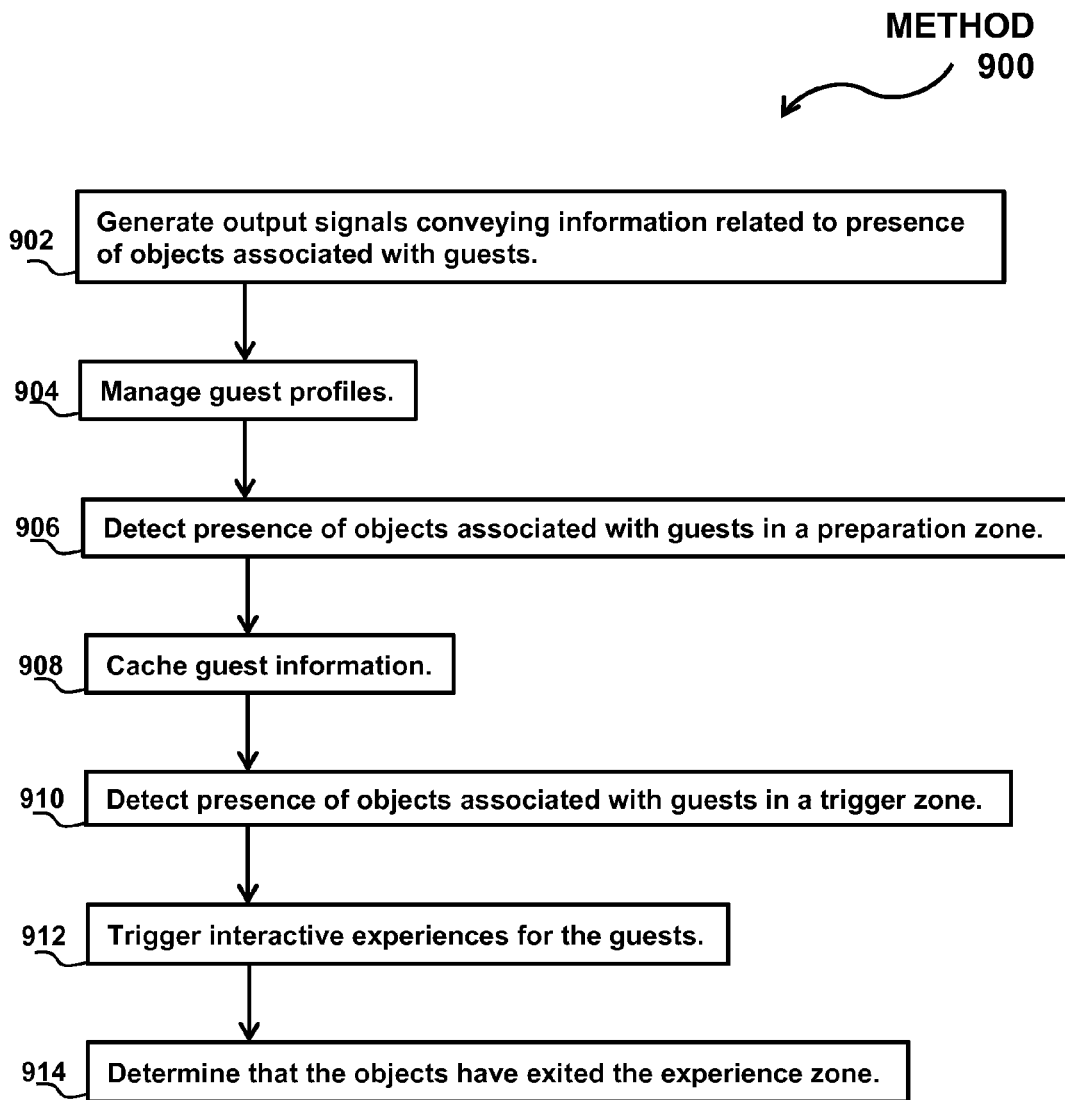 METHOD
900
902
Generate output signals conveying information related to presence
of objects associated with guests.
904
Manage guest profiles.
906
Detect presence of objects associated with guests in a preparation zone.
908
Cache guest information.
910
Detect presence of objects associated with guests in a trigger zone.
912
Trigger interactive experiences for the guests.
914
Determine that the objects have exited the experience zone.